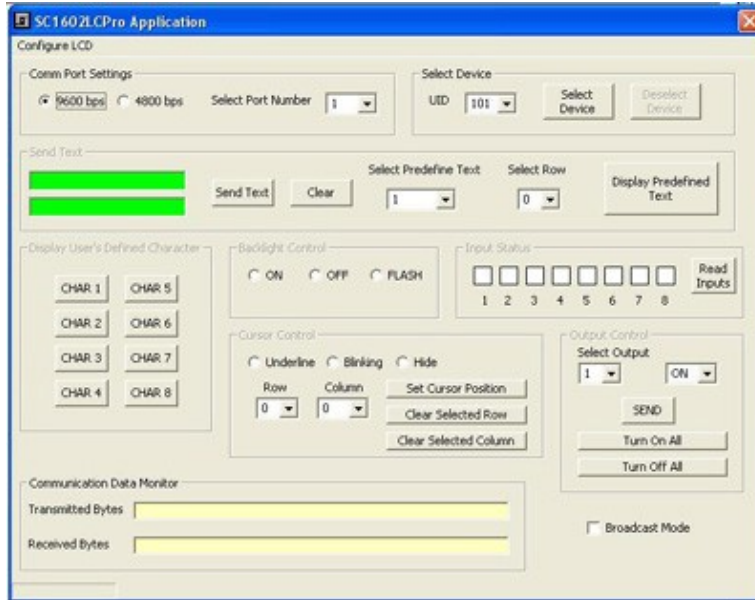 SC1602LCPro Application
Configure LCD
Comm Port Settings
9600 bps 4800 bps Select Port Number 1
Select Device
UID 101 Select Device Deselect Device
Send Text
Send Text Clear
Select Predefine Text
1
Select Row
0
Display Predefined Text
Display User's Defined Character
CHAR 1 CHAR 5
CHAR 2 CHAR 6
CHAR 3 CHAR 7
CHAR 4 CHAR 8
Backlight Control
ON OFF FLASH
Input Status
1 2 3 4 5 6 7 8
Read Inputs
Cursor Control
Underline Blinking Hide
Row Column Set Cursor Position
0 0 Clear Selected Row
Clear Selected Column
Output Control
Select Output
1 ON
SEND
Turn On All
Turn Off All
Communication Data Monitor
Transmitted Bytes
Received Bytes
Broadcast Mode